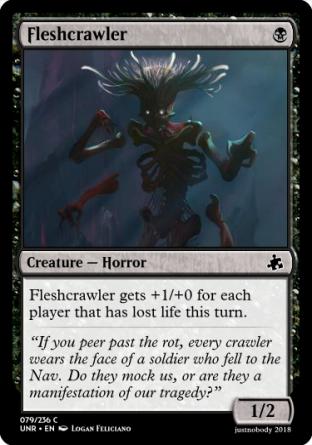 Fleshcrawler
Creature — Horror
Fleshcrawler gets +1/+0 for each
player that has lost life this turn.
“If you peer past the rot, every crawler
wears the face of a soldier who fell to the
Nav. Do they mock us, or are they a
manifestation of our tragedy?”
1/2
079/236 C
UNR • EN Logan Feliciano
justnobody 2018